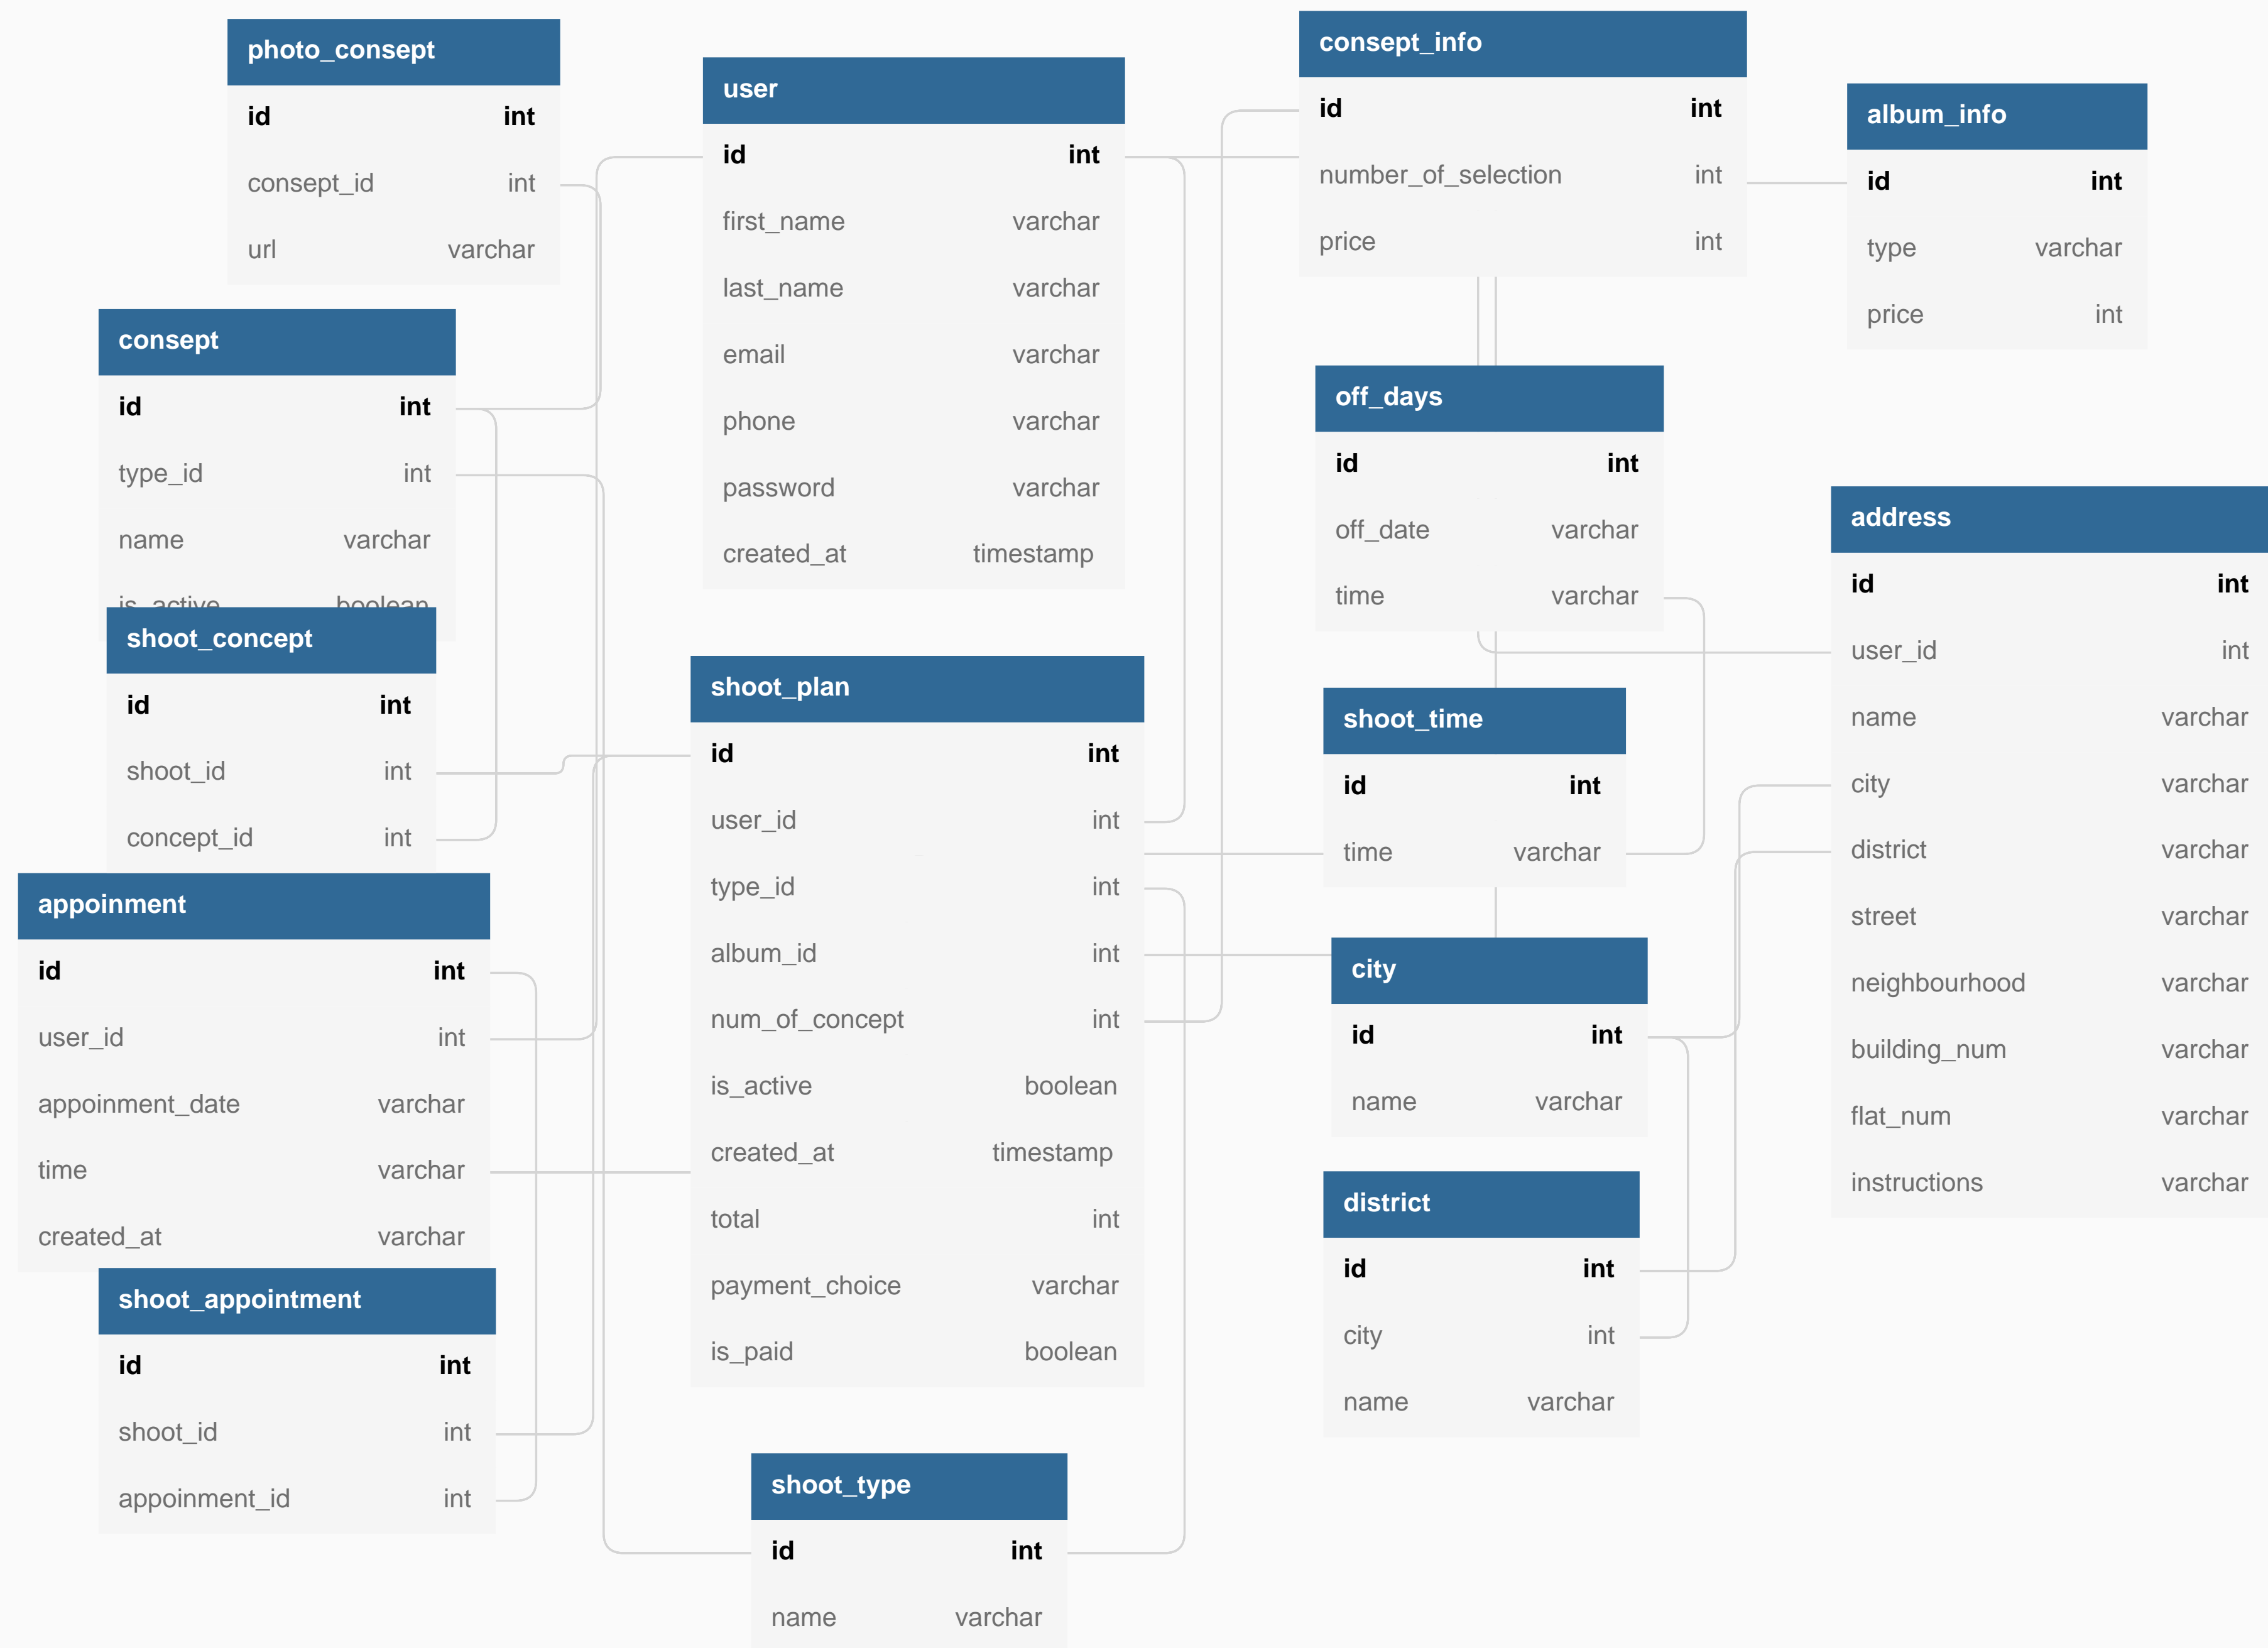 photo_consept
id int
consept_id int
url varchar
consept
id int
type_id int
name varchar
is_active boolean
shoot_concept
id int
shoot_id int
concept_id int
appoinment
id int
user_id int
appoinment_date varchar
time varchar
created_at varchar
shoot_appointment
id int
shoot_id int
appoinment_id int
user
id int
first_name varchar
last_name varchar
email varchar
phone varchar
password varchar
created_at timestamp
shoot_plan
id int
user_id int
type_id int
album_id int
num_of_concept int
is_active boolean
created_at timestamp
total int
payment_choice varchar
is_paid boolean
shoot_type
id int
name varchar
consept_info
id int
number_of_selection int
price int
off_days
id int
off_date varchar
time varchar
shoot_time
id int
time varchar
city
id int
name varchar
district
id int
city int
name varchar
album_info
id int
type varchar
price int
address
id int
user_id int
name varchar
city varchar
district varchar
street varchar
neighbourhood varchar
building_num varchar
flat_num varchar
instructions varchar